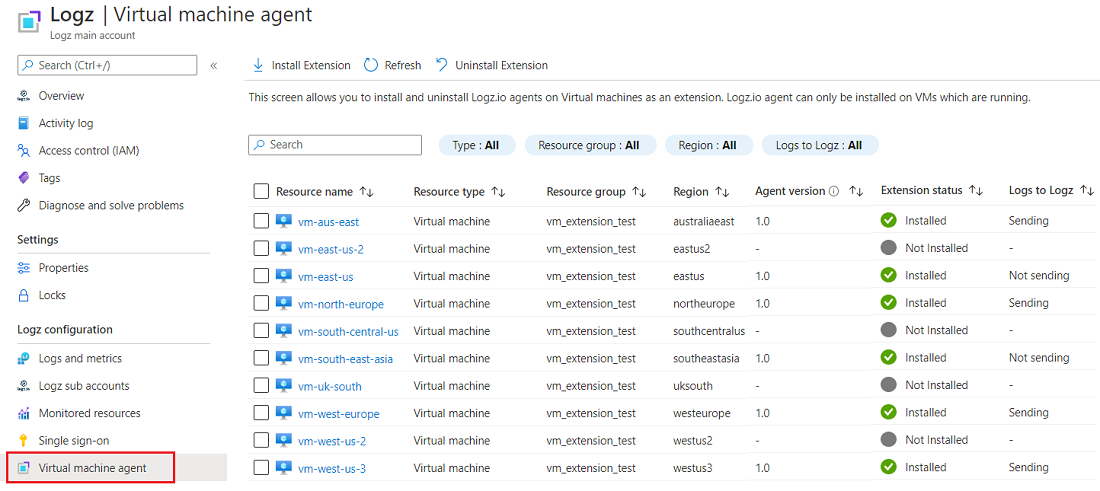 Logz | Virtual machine agent
Logz main account
Search (Ctrl+/)
«
Overview
Activity log
Access control (IAM)
Tags
Diagnose and solve problems
Settings
Properties
Locks
Logz configuration
Logs and metrics
Logz sub accounts
Monitored resources
Single sign-on
Virtual machine agent
Install Extension Refresh Uninstall Extension
This screen allows you to install and uninstall Logz.io agents on Virtual machines as an extension. Logz.io agent can only be installed on VMs which are running.
Search Type : All Resource group : All Region : All Logs to Logz : All
Resource name ↑↓ Resource type ↑↓ Resource group ↑↓ Region ↑↓ Agent version ↑↓ Extension status ↑↓ Logs to Logz ↑↓
vm-aus-east Virtual machine vm_extension_test australiaeast 1.0 Installed Sending
vm-east-us-2 Virtual machine vm_extension_test eastus2 - Not Installed -
vm-east-us Virtual machine vm_extension_test eastus 1.0 Installed Not sending
vm-north-europe Virtual machine vm_extension_test northeurope 1.0 Installed Sending
vm-south-central-us Virtual machine vm_extension_test southcentralus - Not Installed -
vm-south-east-asia Virtual machine vm_extension_test southeastasia 1.0 Installed Not sending
vm-uk-south Virtual machine vm_extension_test uksouth - Not Installed -
vm-west-europe Virtual machine vm_extension_test westeurope 1.0 Installed Sending
vm-west-us-2 Virtual machine vm_extension_test westus2 - Not Installed -
vm-west-us-3 Virtual machine vm_extension_test westus3 1.0 Installed Sending